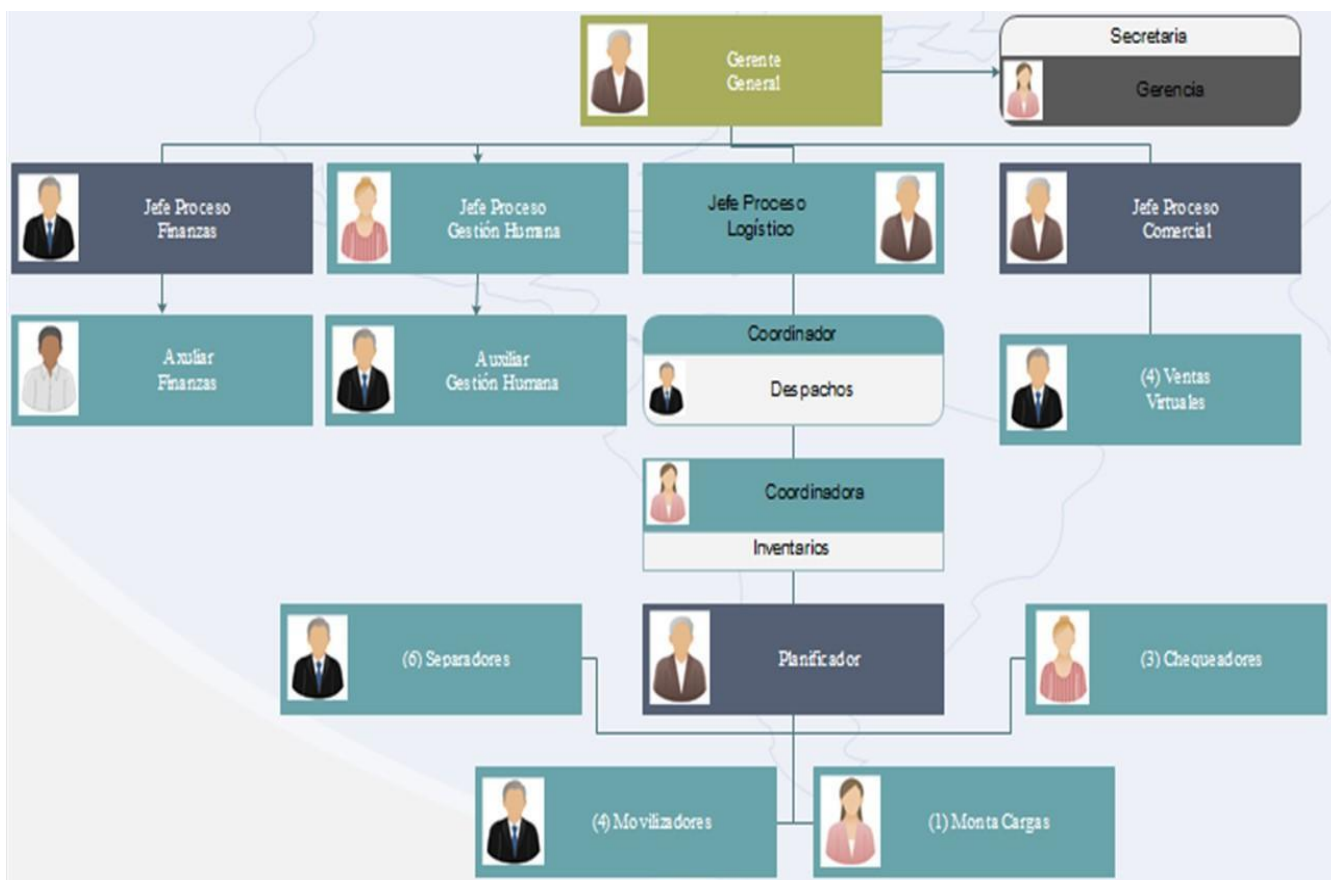 Gerente
General
Secretaria
Gerencia
Jefe Proceso
Finanzas
Jefe Proceso
Gestión Humana
Jefe Proceso
Logístico
Jefe Proceso
Comercial
Axuliar
Finanzas
Auxiliar
Gestión Humana
Coordinador
Despachos
(4) Ventas
Virtuales
Coordinadora
Inventarios
(6) Separadores
Planificador
(3) Chequeadores
(4) Movilizadores
(1) Monta Cargas